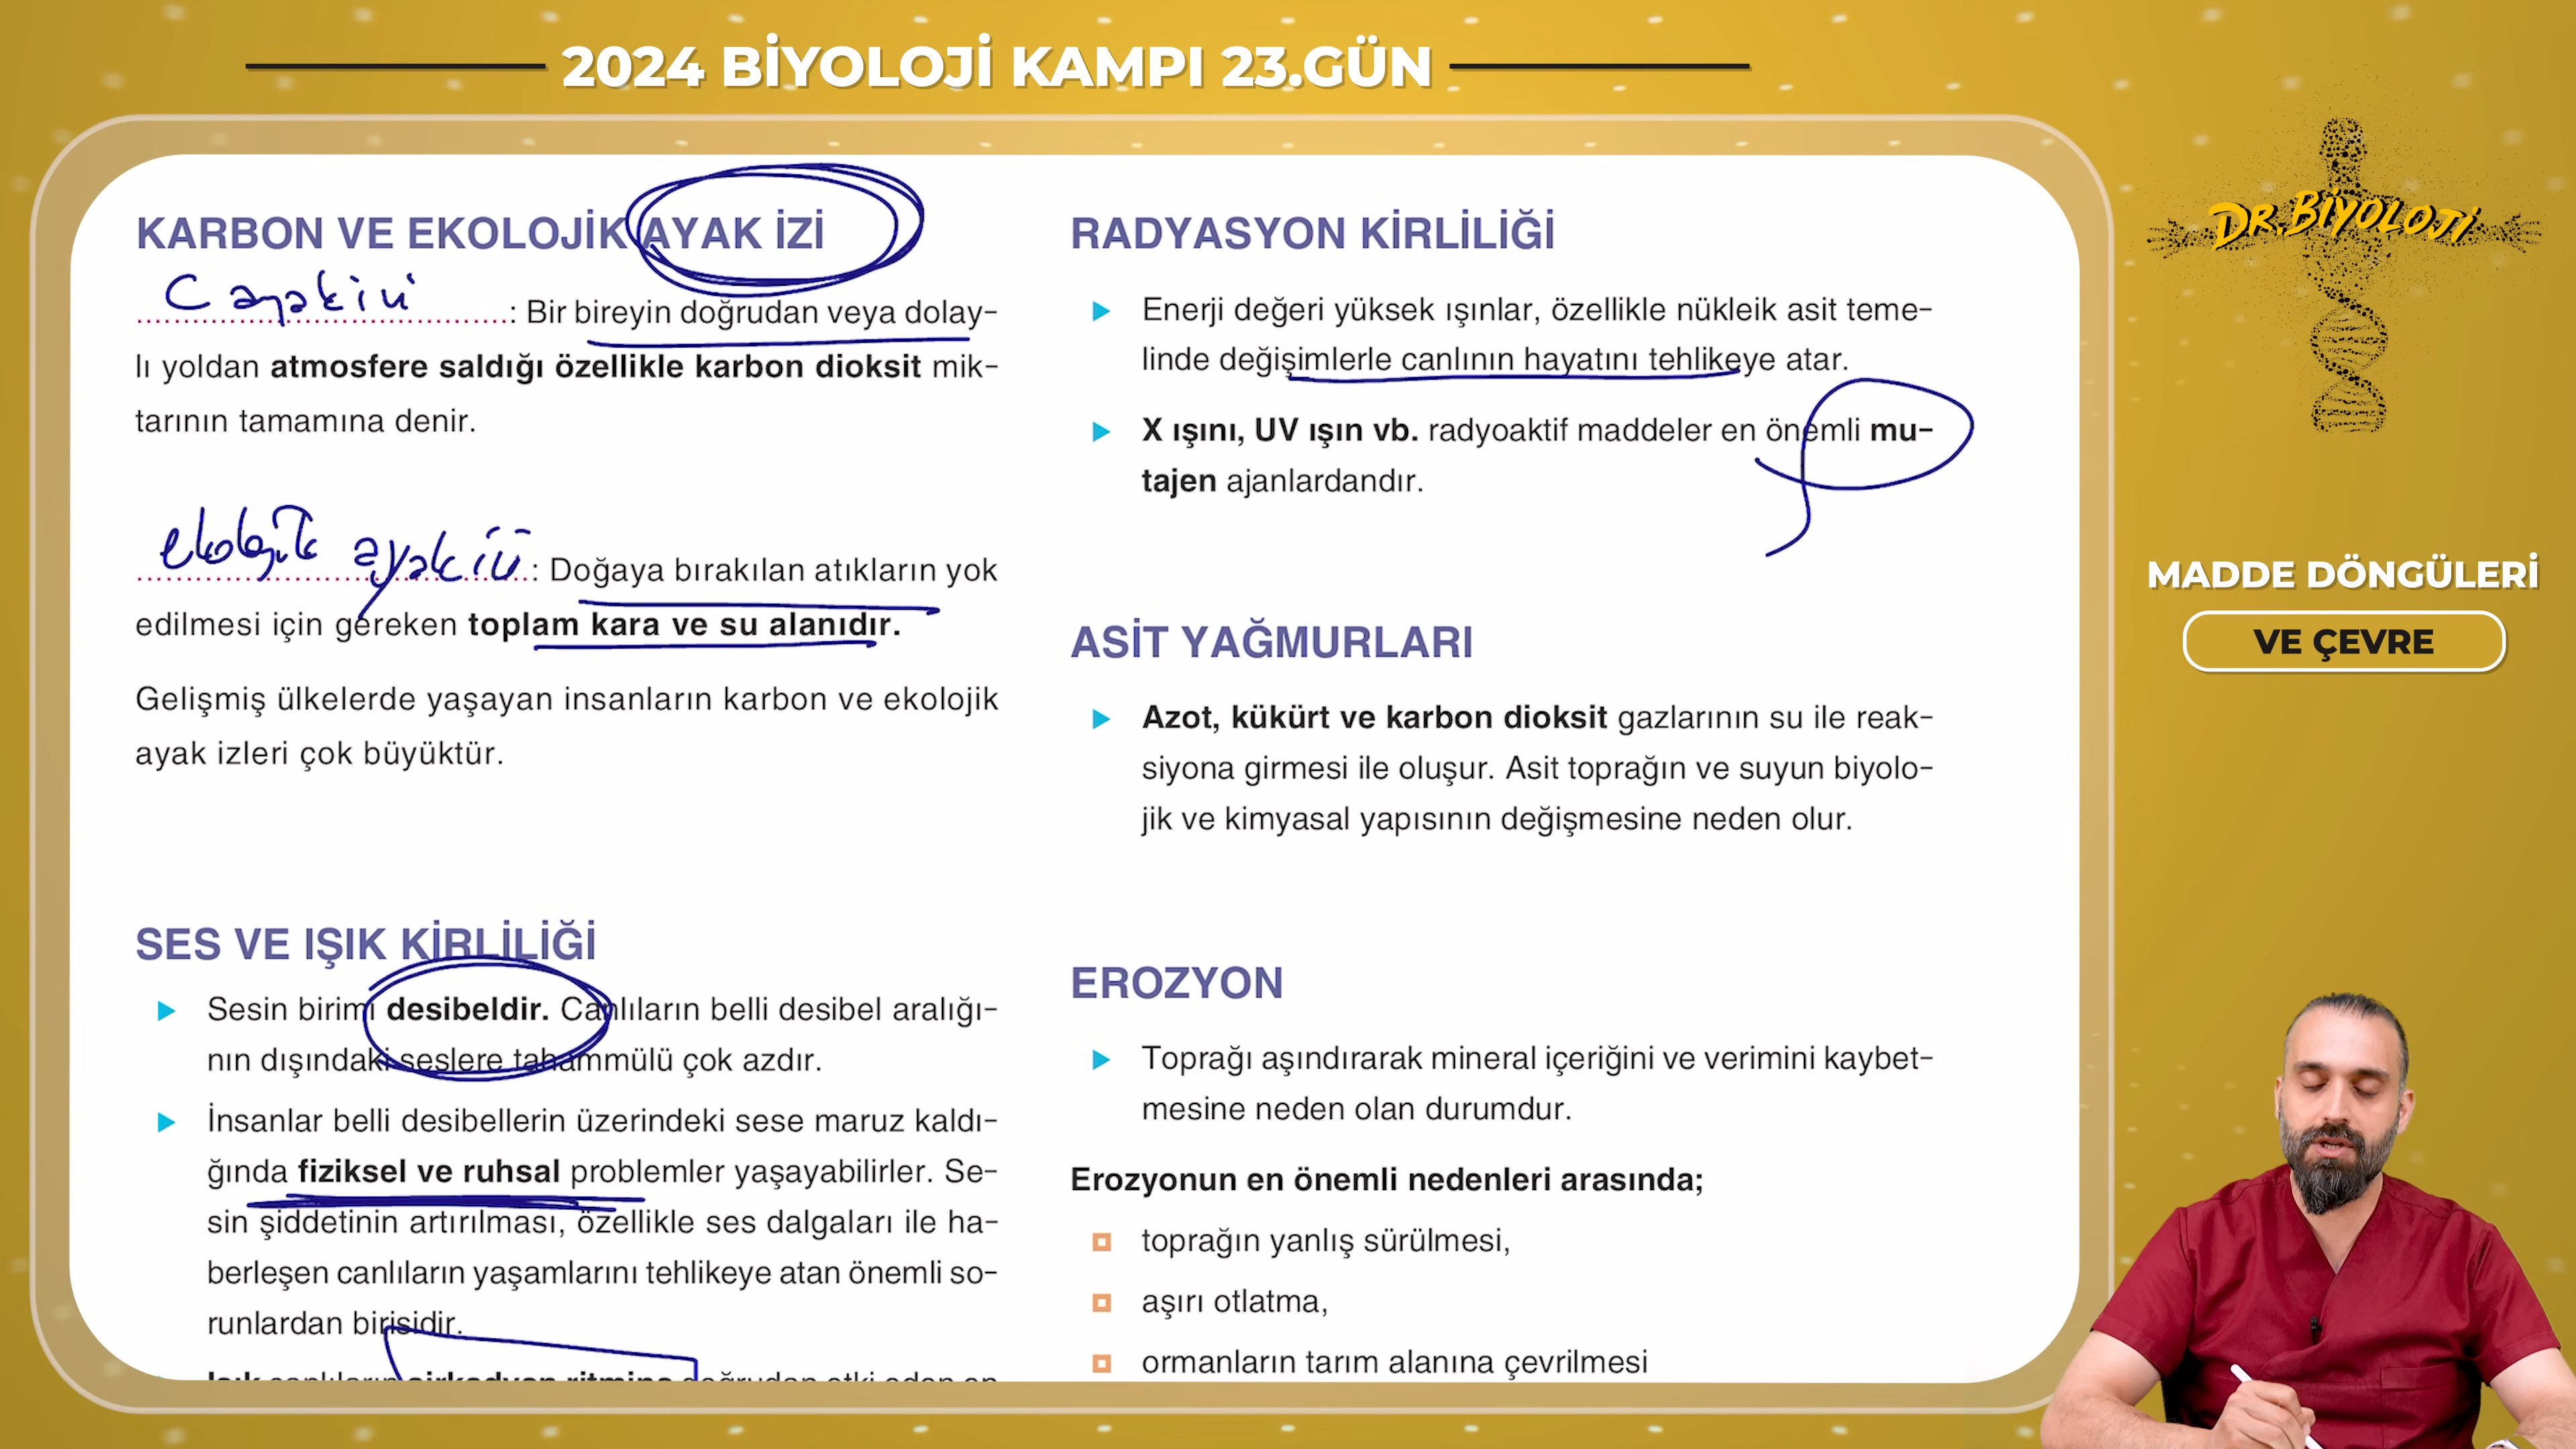 2024 BİYOLOJİ KAMPI 23.GÜN
KARBON VE EKOLOJİK AYAK İZİ
C ayak izi
: Bir bireyin doğrudan veya dolay-
lı yoldan atmosfere saldığı özellikle karbon dioksit mik-
tarının tamamına denir.
ekolojik ayak izi
: Doğaya bırakılan atıkların yok
edilmesi için gereken toplam kara ve su alanıdır.
Gelişmiş ülkelerde yaşayan insanların karbon ve ekolojik
ayak izleri çok büyüktür.
SES VE IŞIK KİRLİLİĞİ
Sesin birimi desibeldir. Canlıların belli desibel aralığı-
nın dışındaki seslere tahammülü çok azdır.
İnsanlar belli desibellerin üzerindeki sese maruz kaldı-
ğında fiziksel ve ruhsal problemler yaşayabilirler. Se-
sin şiddetinin artırılması, özellikle ses dalgaları ile ha-
berleşen canlıların yaşamlarını tehlikeye atan önemli so-
runlardan birisidir.
Işık canlıların sirkadyen ritmine doğrudan etki eden en
RADYASYON KİRLİLİĞİ
Enerji değeri yüksek ışınlar, özellikle nükleik asit teme-
linde değişimlerle canlının hayatını tehlikeye atar.
X ışını, UV ışın vb. radyoaktif maddeler en önemli mu-
tajen ajanlardandır.
ASİT YAĞMURLARI
Azot, kükürt ve karbon dioksit gazlarının su ile reak-
siyona girmesi ile oluşur. Asit toprağın ve suyun biyolo-
jik ve kimyasal yapısının değişmesine neden olur.
EROZYON
Toprağı aşındırarak mineral içeriğini ve verimini kaybet-
mesine neden olan durumdur.
Erozyonun en önemli nedenleri arasında;
toprağın yanlış sürülmesi,
aşırı otlatma,
ormanların tarım alanına çevrilmesi
DR.BİYOLOJİ
MADDE DÖNGÜLERİ
VE ÇEVRE